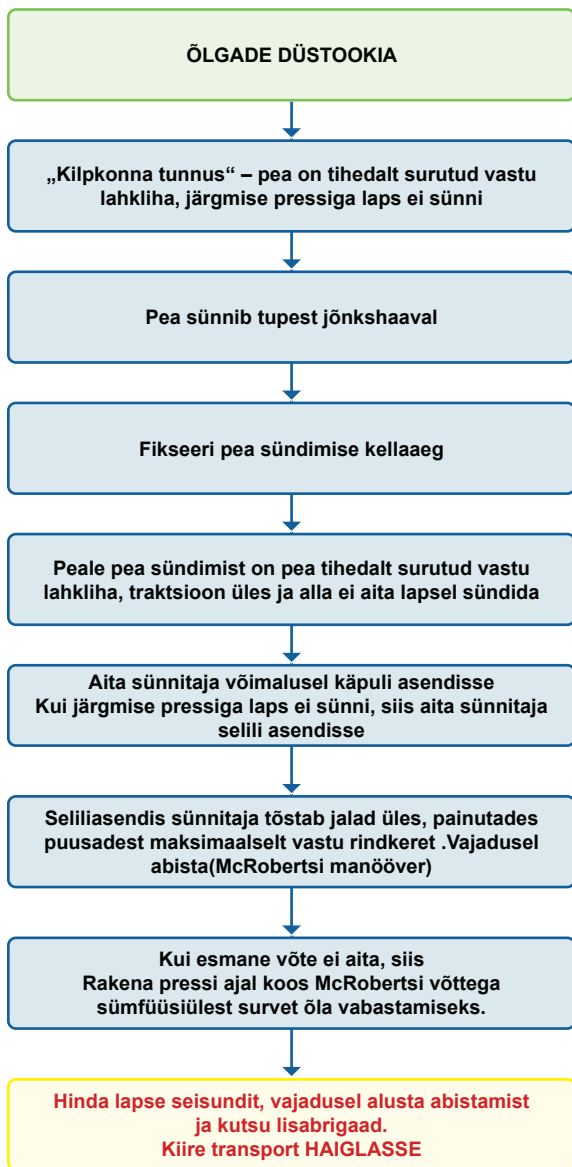 ÕLGADE DÜSTOOKIA
„Kilpkonna tunnus“ – pea on tihedalt surutud vastu
lahkliha, järgmise pressiga laps ei sünni
Pea sünnib tupest jõnkshaaval
Fikseeri pea sündimise kellaaeg
Peale pea sündimist on pea tihedalt surutud vastu
lahkliha, traktsioon üles ja alla ei aita lapsel sündida
Aita sünnitaja võimalusel käpuli asendisse
Kui järgmise pressiga laps ei sünni, siis aita sünnitaja
selili asendisse
Seliliasendis sünnitaja tõstab jalad üles, painutades
puusadest maksimaalselt vastu rindkeret .Vajadusel
abista(McRobertsi manööver)
Kui esmane võte ei aita, siis
Rakena pressi ajal koos McRobertsi võttega
sümfüüsiülest survet õla vabastamiseks.
Hinda lapse seisundit, vajadusel alusta abistamist
ja kutsu lisabrigaad.
Kiire transport HAIGLASSE